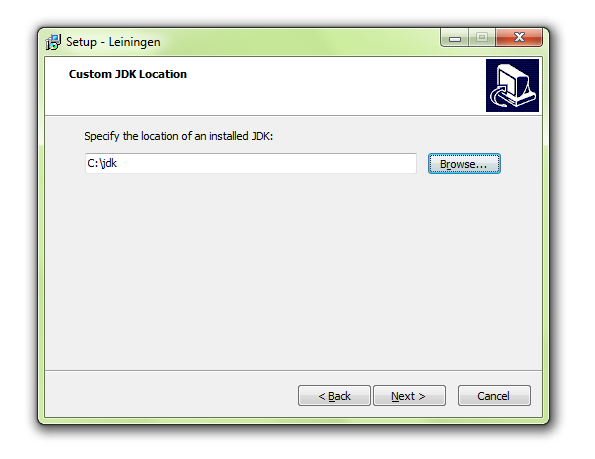 Setup - Leiningen
Custom JDK Location
Specify the location of an installed JDK:
C:\jdk
Browse...
< Back
Next >
Cancel